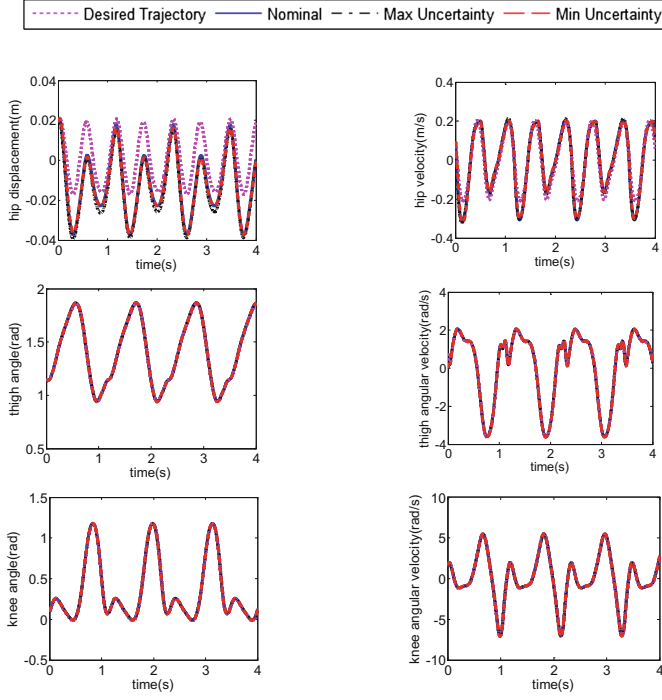 Desired Trajectory Nominal Max Uncertainty Min Uncertainty
0.04
0.02
0
-0.02
-0.04
0 1 2 3 4
hip displacement(m)
time(s)
0.4
0.2
0
-0.2
-0.4
0 1 2 3 4
hip velocity(m/s)
time(s)
2
1.5
1
0.5
0 1 2 3 4
thigh angle(rad)
time(s)
4
2
0
-2
-4
0 1 2 3 4
thigh angular velocity(rad/s)
time(s)
1.5
1
0.5
0
-0.5
0 1 2 3 4
knee angle(rad)
time(s)
10
5
0
-5
-10
0 1 2 3 4
knee angular velocity(rad/s)
time(s)